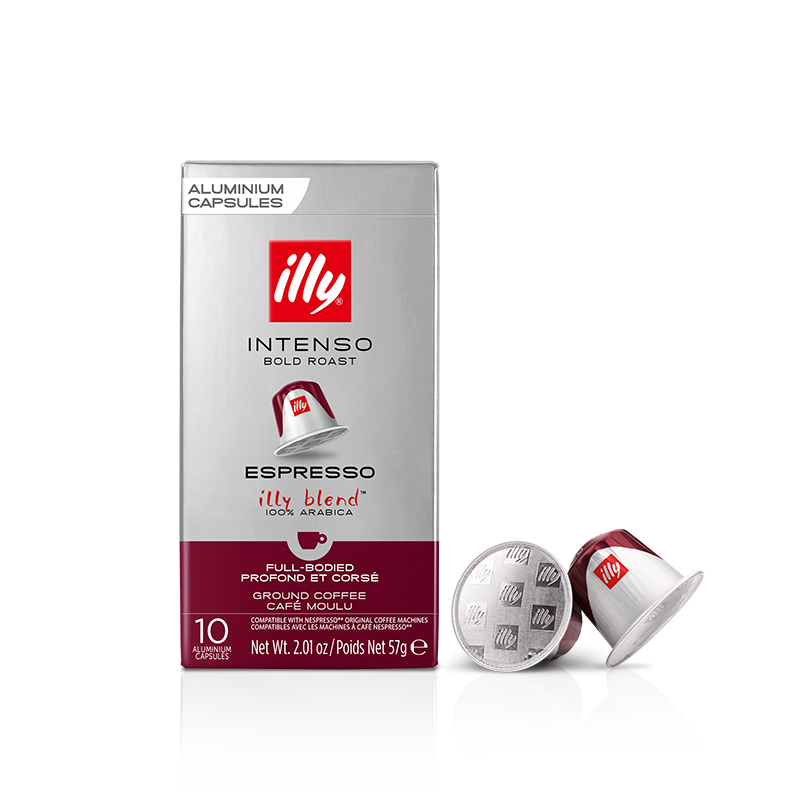 ALUMINIUM
CAPSULES
illy®
INTENSO
BOLD ROAST
illy
ESPRESSO
illy blend™
100% ARABICA
FULL-BODIED
PROFOND ET CORSÉ
GROUND COFFEE
CAFÉ MOULU
COMPATIBLE WITH NESPRESSO** ORIGINAL COFFEE MACHINES
COMPATIBLES AVEC LES MACHINES À CAFÉ NESPRESSO**
10
ALUMINIUM
CAPSULES
Net Wt. 2.01 oz/Poids Net 57g ℮
illy
illy
illy
illy
illy
illy
illy